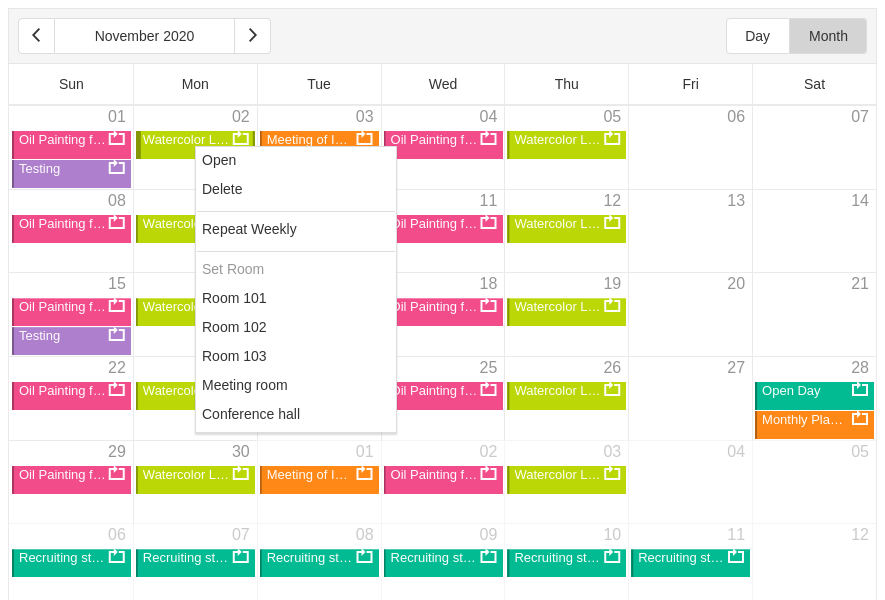 November 2020
Day Month
Sun Mon Tue Wed Thu Fri Sat
01 02 03 04 05 06 07
Oil Painting f... Watercolor L... Meeting of I... Oil Painting f... Watercolor L...
Open
Testing
Delete
08 11 12 13 14
Oil Painting f... Waterco Oil Painting f... Watercolor L...
Repeat Weekly
Set Room
15 18 19 20 21
Room 101
Oil Painting f... Waterco Oil Painting f... Watercolor L...
Room 102
Testing
Room 103
22 25 26 27 28
Meeting room
Oil Painting f... Waterco Oil Painting f... Watercolor L... Open Day
Conference hall
Monthly Pla...
29 30 01 02 03 04 05
Oil Painting f... Watercolor L... Meeting of I... Oil Painting f... Watercolor L...
06 07 08 09 10 11 12
Recruiting st... Recruiting st... Recruiting st... Recruiting st... Recruiting st... Recruiting st...